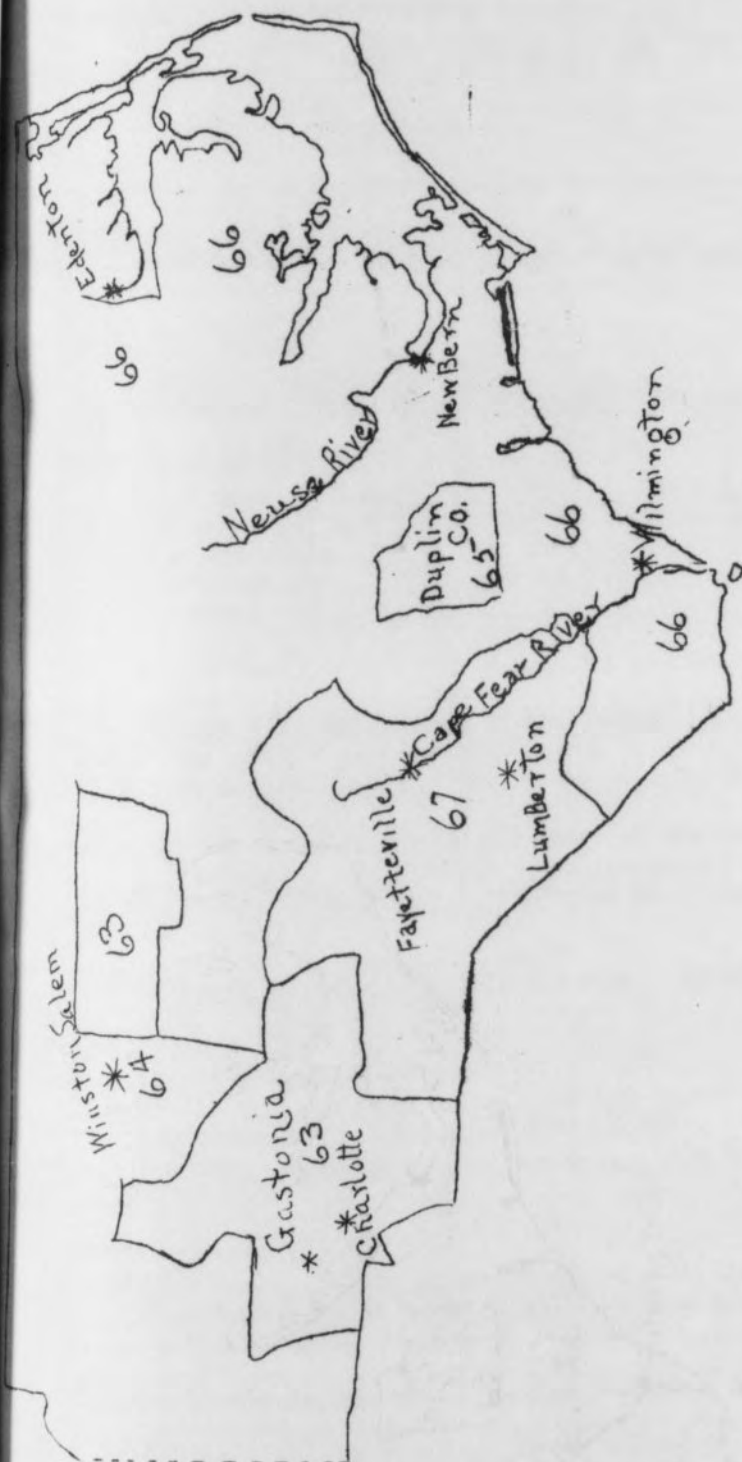 Edenton
66
66
Neuse River
New Bern
Duplin
CO.
65
66
Wilmington
66
Cape Fear River
Fayetteville
67
Lumberton
63
Winston Salem
64
Gastonia
63
Charlotte